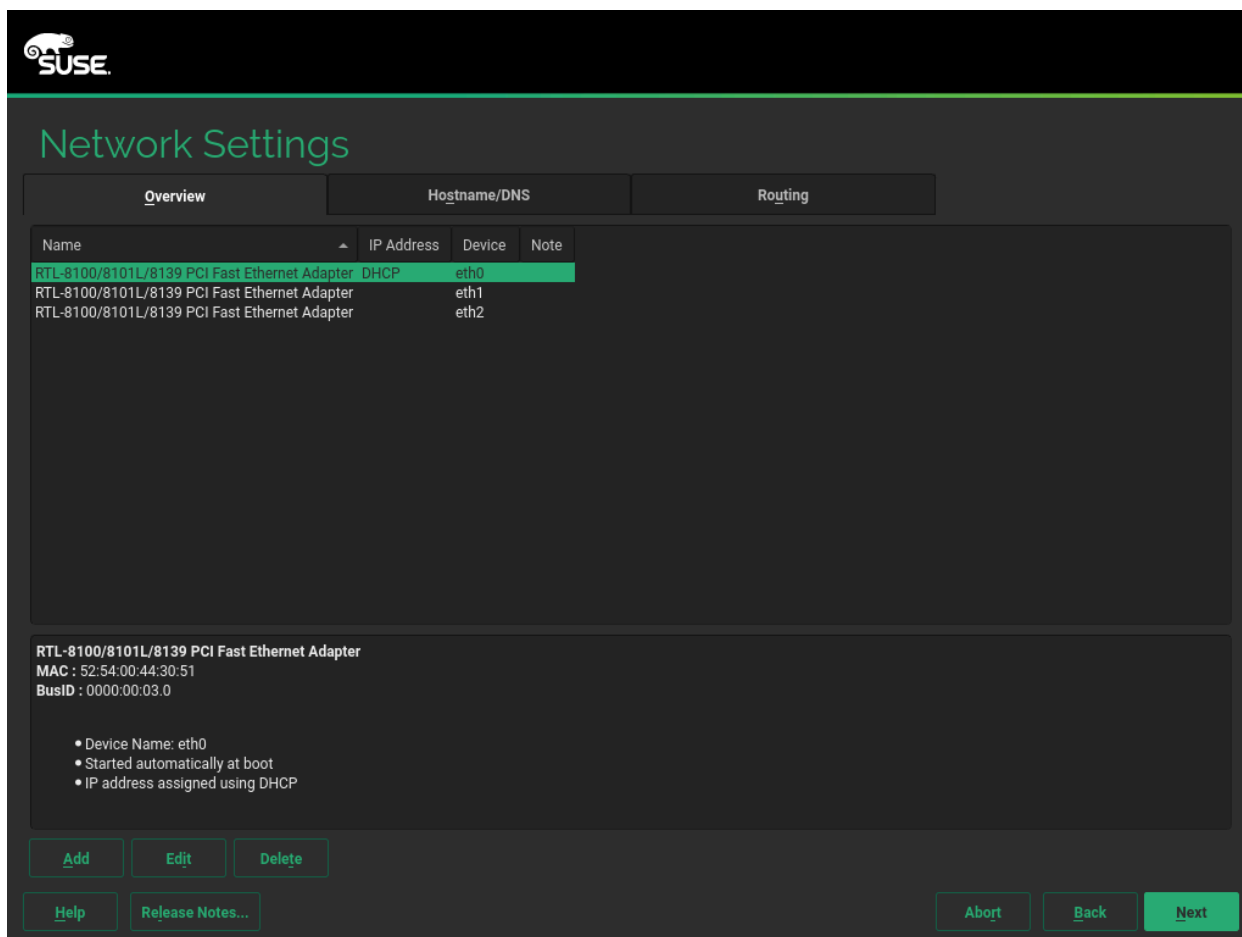 SUSE.
Network Settings
Overview Hostname/DNS Routing
Name IP Address Device Note
RTL-8100/8101L/8139 PCI Fast Ethernet Adapter DHCP eth0
RTL-8100/8101L/8139 PCI Fast Ethernet Adapter eth1
RTL-8100/8101L/8139 PCI Fast Ethernet Adapter eth2
RTL-8100/8101L/8139 PCI Fast Ethernet Adapter
MAC : 52:54:00:44:30:51
BusID : 0000:00:03.0
• Device Name: eth0
• Started automatically at boot
• IP address assigned using DHCP
Add Edit Delete
Help Release Notes... Abort Back Next